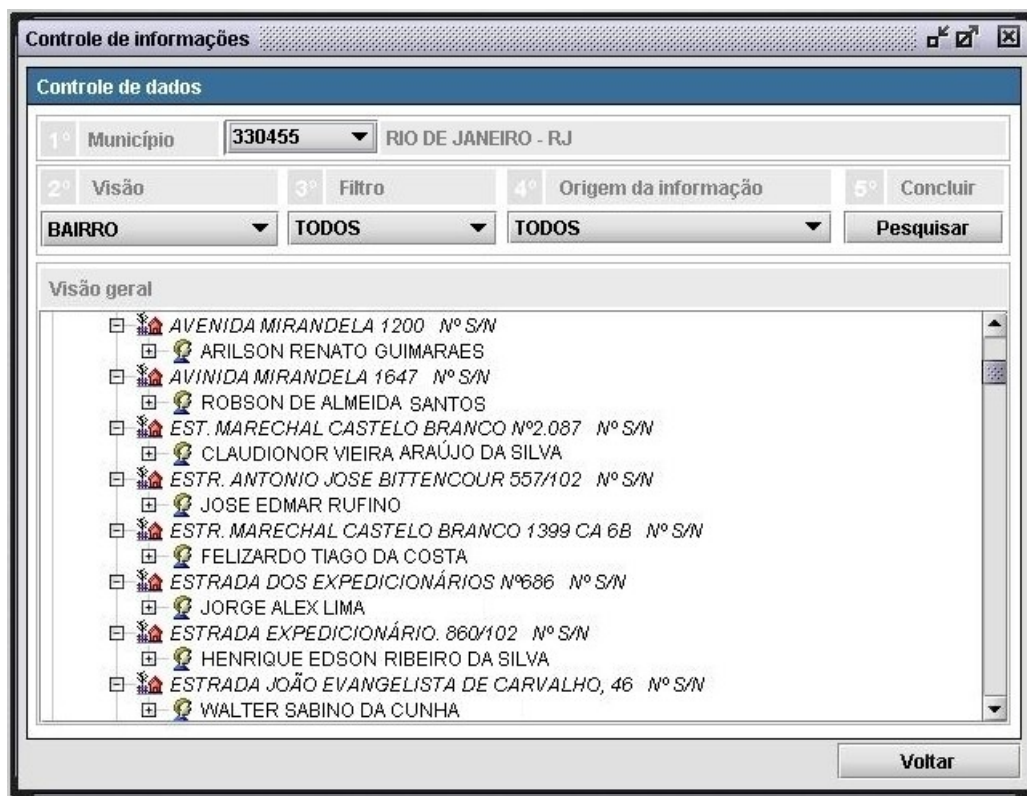 Controle de informações
Controle de dados
1º Município 330455 RIO DE JANEIRO - RJ
2º Visão 3º Filtro 4º Origem da informação 5º Concluir
BAIRRO TODOS TODOS Pesquisar
Visão geral
AVENIDA MIRANDELA 1200 Nº S/N
ARILSON RENATO GUIMARAES
AVINIDA MIRANDELA 1647 Nº S/N
ROBSON DE ALMEIDA SANTOS
EST. MARECHAL CASTELO BRANCO Nº2.087 Nº S/N
CLAUDIONOR VIEIRA ARAÚJO DA SILVA
ESTR. ANTONIO JOSE BITTENCOUR 557/102 Nº S/N
JOSE EDMAR RUFINO
ESTR. MARECHAL CASTELO BRANCO 1399 CA 6B Nº S/N
FELIZARDO TIAGO DA COSTA
ESTRADA DOS EXPEDICIONÁRIOS Nº686 Nº S/N
JORGE ALEX LIMA
ESTRADA EXPEDICIONÁRIO. 860/102 Nº S/N
HENRIQUE EDSON RIBEIRO DA SILVA
ESTRADA JOÃO EVANGELISTA DE CARVALHO, 46 Nº S/N
WALTER SABINO DA CUNHA
Voltar